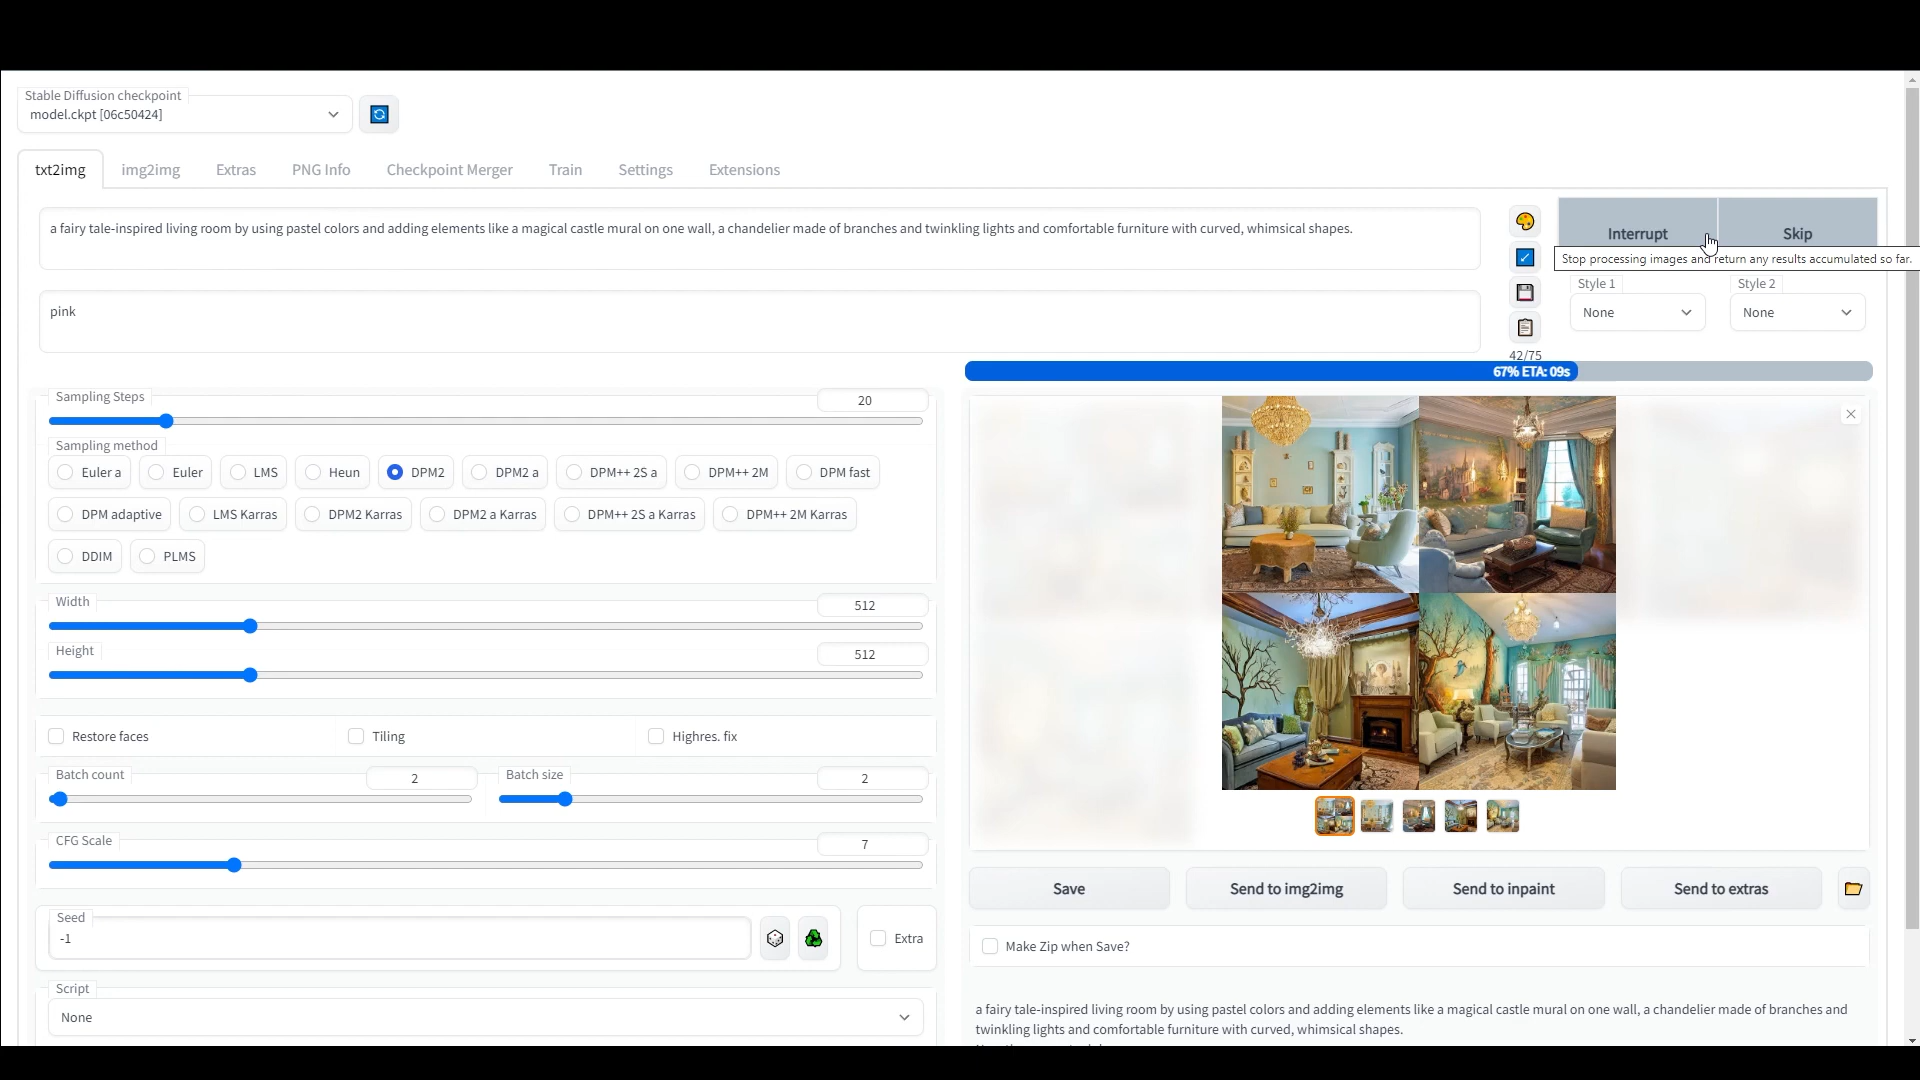 Stable Diffusion checkpoint
model.ckpt [06c50424]
txt2img img2img Extras PNG Info Checkpoint Merger Train Settings Extensions
a fairy tale-inspired living room by using pastel colors and adding elements like a magical castle mural on one wall, a chandelier made of branches and twinkling lights and comfortable furniture with curved, whimsical shapes.
Interrupt Skip
Stop processing images and return any results accumulated so far.
Style 1 Style 2
None None
pink
42/75
67% ETA: 09s
Sampling Steps 20
Sampling method
Euler a Euler LMS Heun DPM2 DPM2 a DPM++ 2S a DPM++ 2M DPM fast
DPM adaptive LMS Karras DPM2 Karras DPM2 a Karras DPM++ 2S a Karras DPM++ 2M Karras
DDIM PLMS
Width 512
Height 512
Restore faces Tiling Highres. fix
Batch count 2 Batch size 2
CFG Scale 7
Seed
-1
Extra
Script
None
Save Send to img2img Send to inpaint Send to extras
Make Zip when Save?
a fairy tale-inspired living room by using pastel colors and adding elements like a magical castle mural on one wall, a chandelier made of branches and
twinkling lights and comfortable furniture with curved, whimsical shapes.